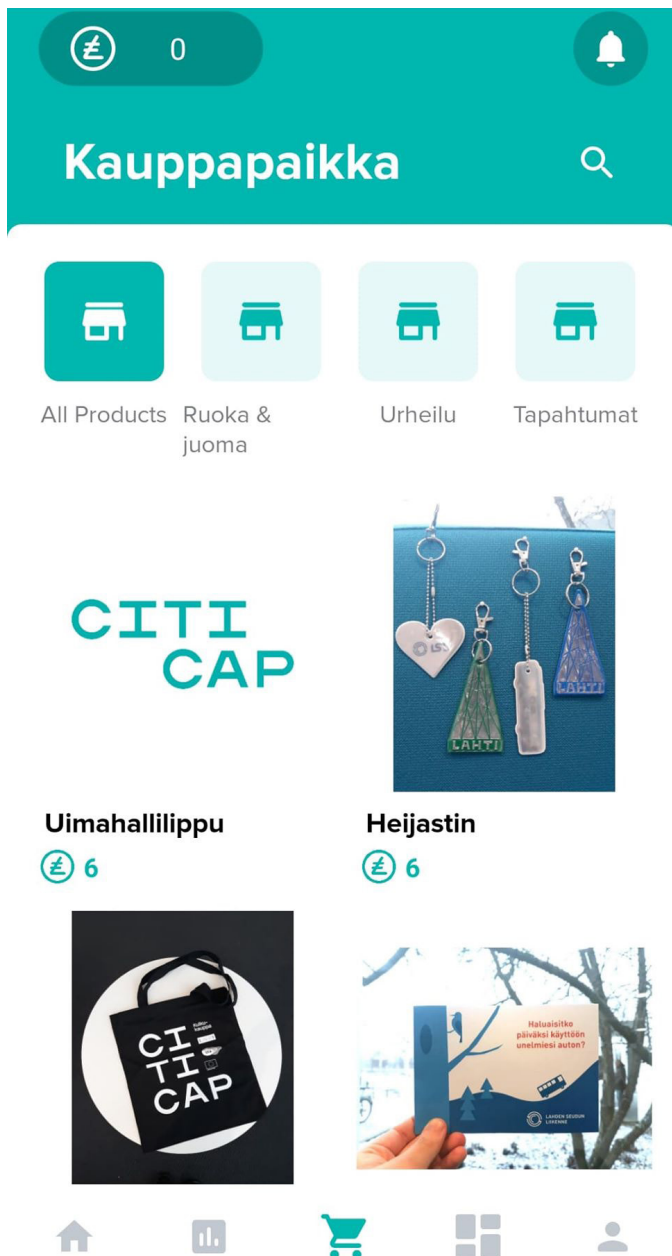 0
Kauppapaikka
All Products
Ruoka &
juoma
Urheilu
Tapahtumat
CITI
CAP
LSL
LAHTI
LAHTI
Uimahallilippu
6
Heijastin
6
CI
TI
CAP
Haluaisitko
päiväksi käyttöön
unelmiesi auton?
LAHDEN SEUDUN
LIIKENNE